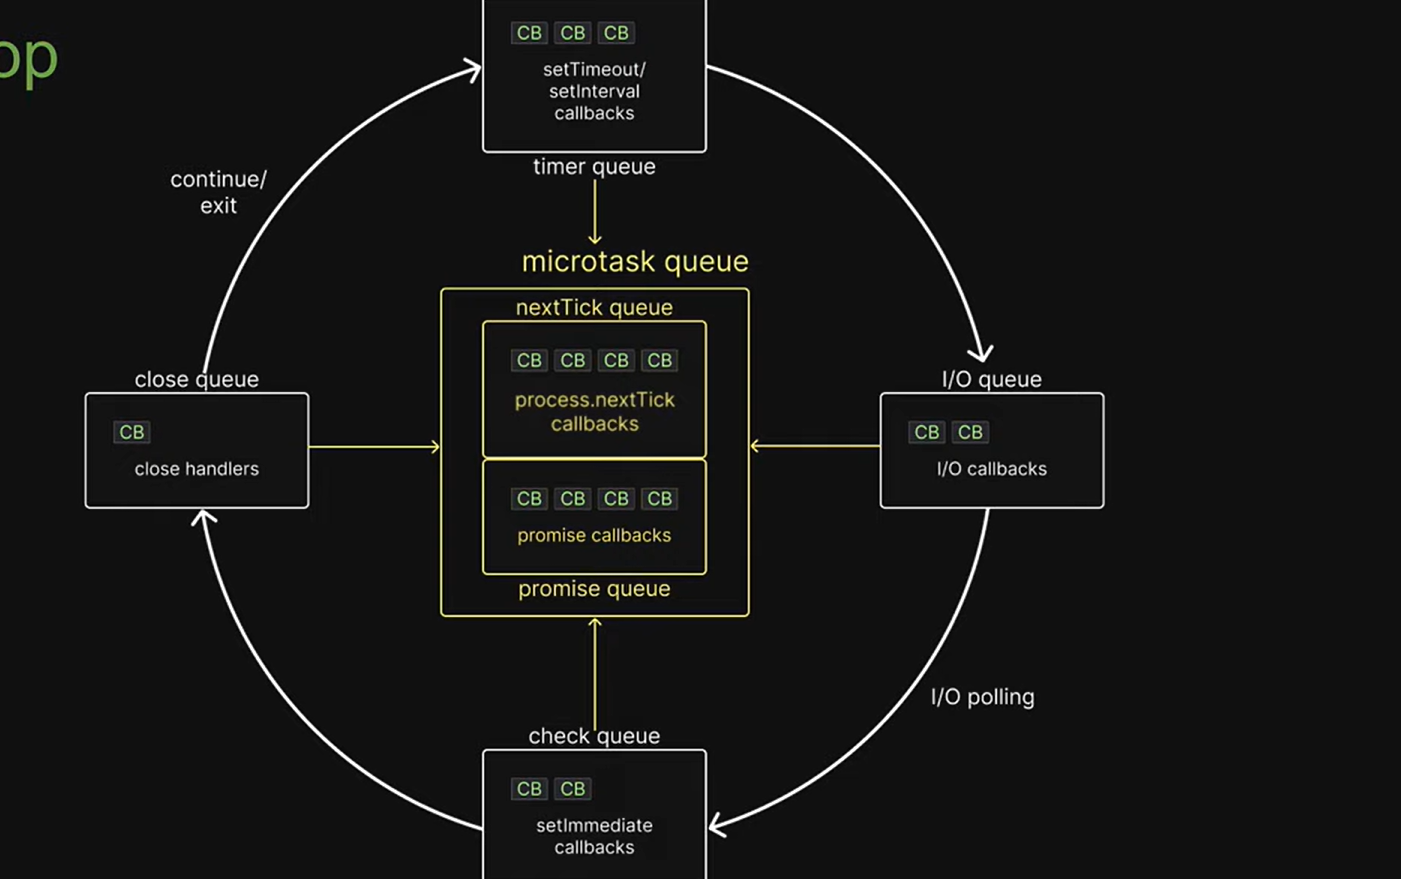 op
CB CB CB
setTimeout/
setInterval
callbacks
timer queue
continue/
exit
microtask queue
nextTick queue
CB CB CB CB
process.nextTick
callbacks
CB CB CB CB
promise callbacks
promise queue
close queue
CB
close handlers
I/O queue
CB CB
I/O callbacks
I/O polling
check queue
CB CB
setImmediate
callbacks